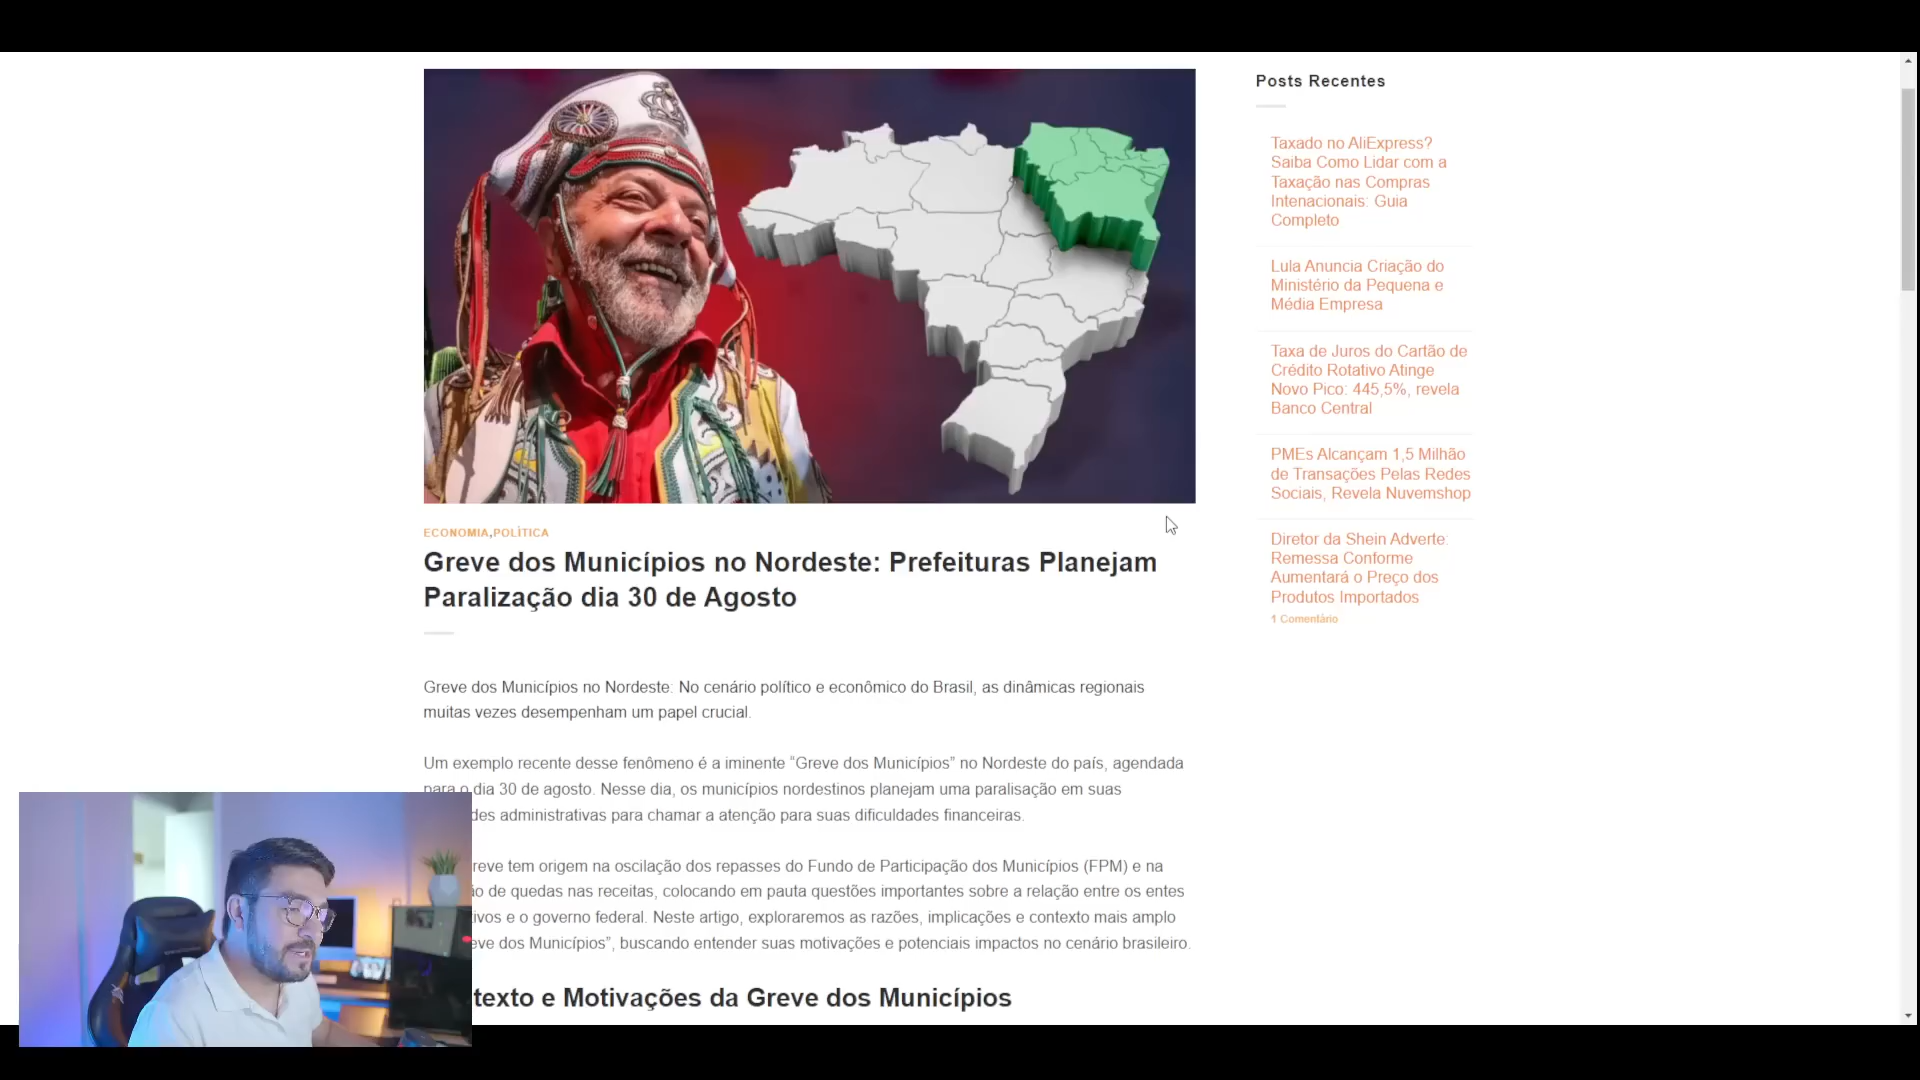 Posts Recentes
Taxado no AliExpress?
Saiba Como Lidar com a
Taxação nas Compras
Intenacionais: Guia
Completo
Lula Anuncia Criação do
Ministério da Pequena e
Média Empresa
Taxa de Juros do Cartão de
Crédito Rotativo Atinge
Novo Pico: 445,5%, revela
Banco Central
PMEs Alcançam 1,5 Milhão
de Transações Pelas Redes
Sociais, Revela Nuvemshop
Diretor da Shein Adverte:
Remessa Conforme
Aumentará o Preço dos
Produtos Importados
1 Comentário
ECONOMIA,POLÍTICA
Greve dos Municípios no Nordeste: Prefeituras Planejam
Paralização dia 30 de Agosto
Greve dos Municípios no Nordeste: No cenário político e econômico do Brasil, as dinâmicas regionais
muitas vezes desempenham um papel crucial.
Um exemplo recente desse fenômeno é a iminente “Greve dos Municípios” no Nordeste do país, agendada
para o dia 30 de agosto. Nesse dia, os municípios nordestinos planejam uma paralisação em suas
des administrativas para chamar a atenção para suas dificuldades financeiras.
reve tem origem na oscilação dos repasses do Fundo de Participação dos Municípios (FPM) e na
o de quedas nas receitas, colocando em pauta questões importantes sobre a relação entre os entes
ivos e o governo federal. Neste artigo, exploraremos as razões, implicações e contexto mais amplo
eve dos Municípios”, buscando entender suas motivações e potenciais impactos no cenário brasileiro.
texto e Motivações da Greve dos Municípios